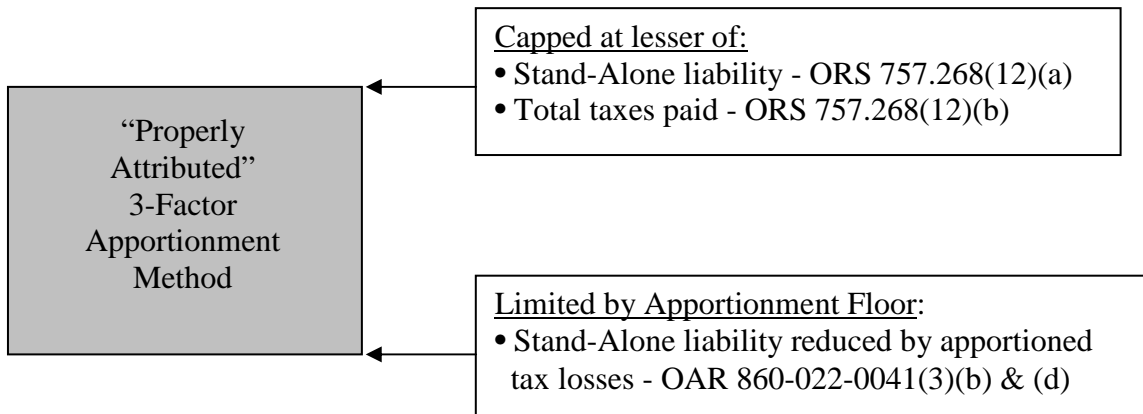 Capped at lesser of:
• Stand-Alone liability - ORS 757.268(12)(a)
• Total taxes paid - ORS 757.268(12)(b)
“Properly
Attributed”
3-Factor
Apportionment
Method
Limited by Apportionment Floor:
• Stand-Alone liability reduced by apportioned
tax losses - OAR 860-022-0041(3)(b) & (d)